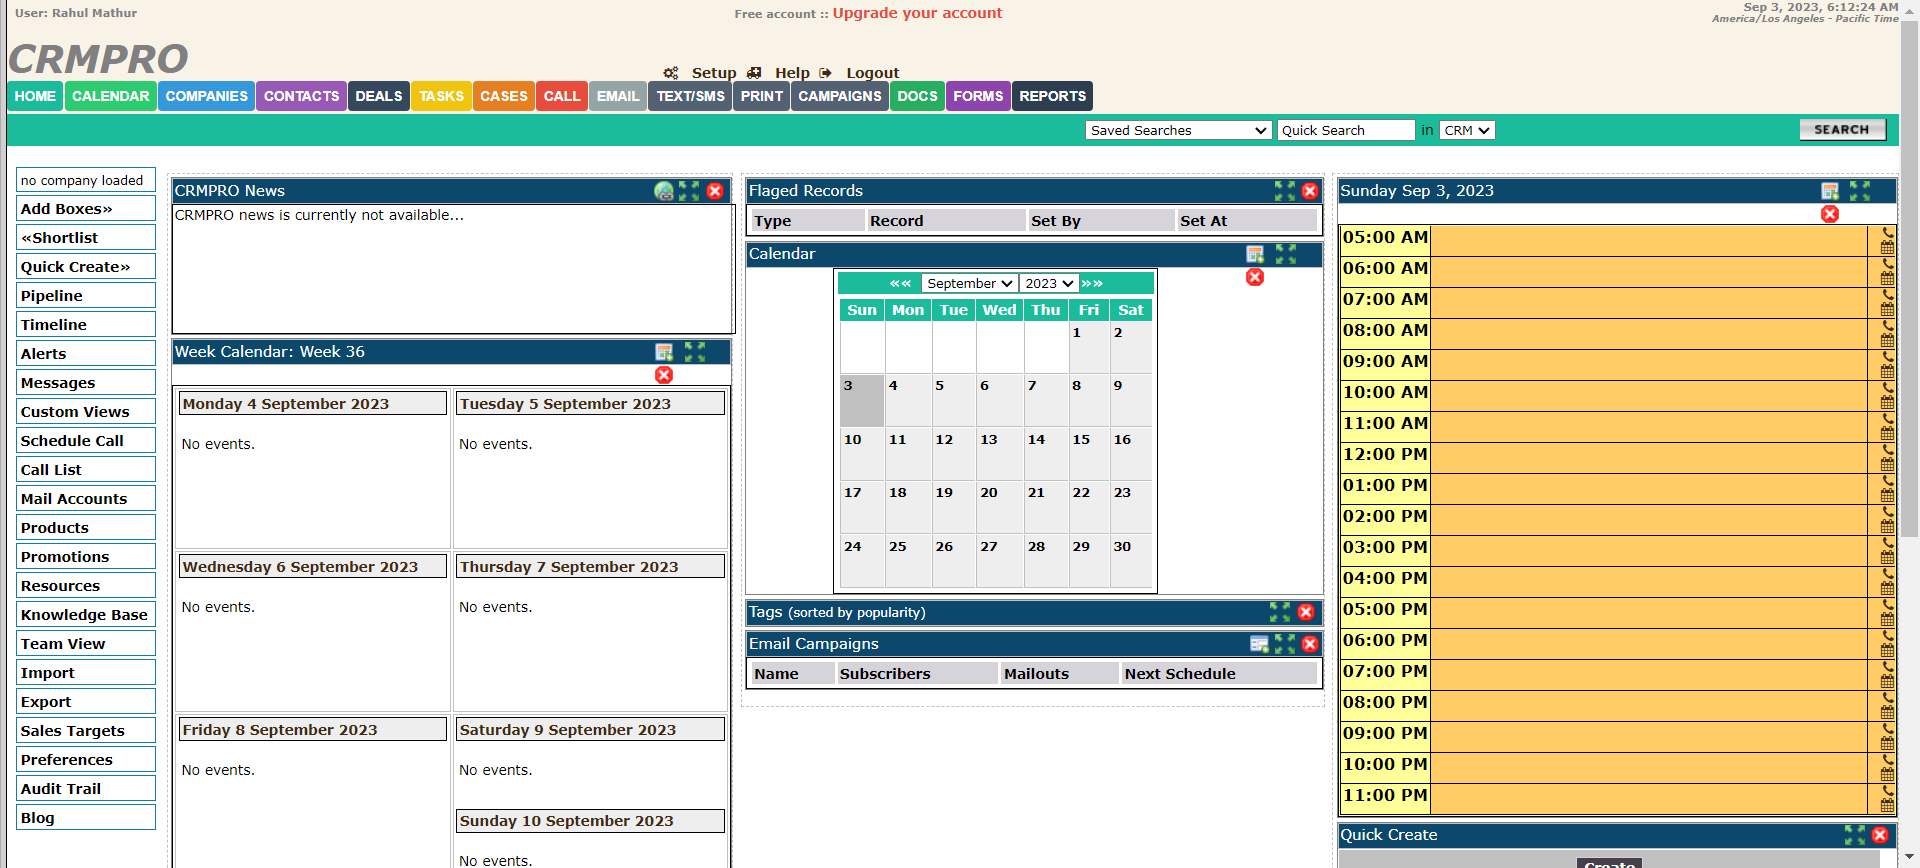 User: Rahul Mathur
Free account :: Upgrade your account
Sep 3, 2023, 6:12:24 AM
America/Los Angeles - Pacific Time
CRMPRO
Setup Help Logout
HOME CALENDAR COMPANIES CONTACTS DEALS TASKS CASES CALL EMAIL TEXT/SMS PRINT CAMPAIGNS DOCS FORMS REPORTS
Saved Searches Quick Search in CRM SEARCH
no company loaded
Add Boxes»
«Shortlist
Quick Create»
Pipeline
Timeline
Alerts
Messages
Custom Views
Schedule Call
Call List
Mail Accounts
Products
Promotions
Resources
Knowledge Base
Team View
Import
Export
Sales Targets
Preferences
Audit Trail
Blog
CRMPRO News
CRMPRO news is currently not available...
Week Calendar: Week 36
Monday 4 September 2023 Tuesday 5 September 2023
No events. No events.
Wednesday 6 September 2023 Thursday 7 September 2023
No events. No events.
Friday 8 September 2023 Saturday 9 September 2023
No events. No events.
Sunday 10 September 2023
No events.
Flaged Records
Type Record Set By Set At
Calendar
«« September 2023 »»
Sun Mon Tue Wed Thu Fri Sat
1 2
3 4 5 6 7 8 9
10 11 12 13 14 15 16
17 18 19 20 21 22 23
24 25 26 27 28 29 30
Tags (sorted by popularity)
Email Campaigns
Name Subscribers Mailouts Next Schedule
Sunday Sep 3, 2023
05:00 AM
06:00 AM
07:00 AM
08:00 AM
09:00 AM
10:00 AM
11:00 AM
12:00 PM
01:00 PM
02:00 PM
03:00 PM
04:00 PM
05:00 PM
06:00 PM
07:00 PM
08:00 PM
09:00 PM
10:00 PM
11:00 PM
Quick Create
Create